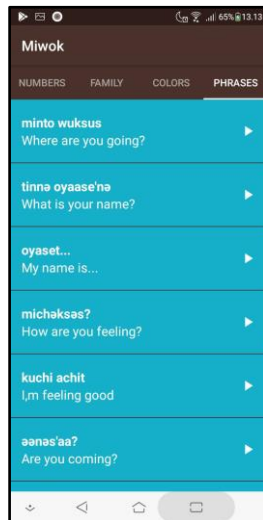 65% 13.13
Miwok
NUMBERS FAMILY COLORS PHRASES
minto wuksus
Where are you going?
tinnə oyaase'nə
What is your name?
oyaset...
My name is...
michəksəs?
How are you feeling?
kuchi achit
I,m feeling good
əənəs'aa?
Are you coming?